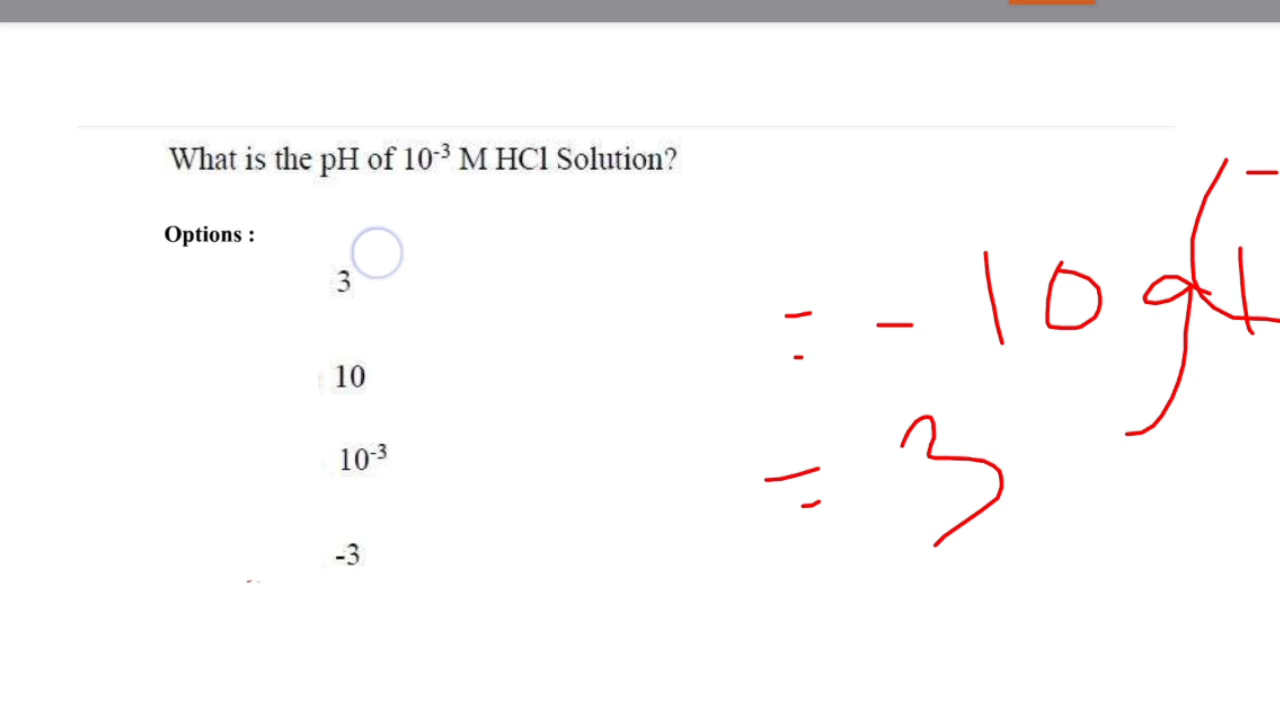 What is the pH of 10⁻³ M HCl Solution?
Options :
3
10
10⁻³
-3
= - log(
= 3